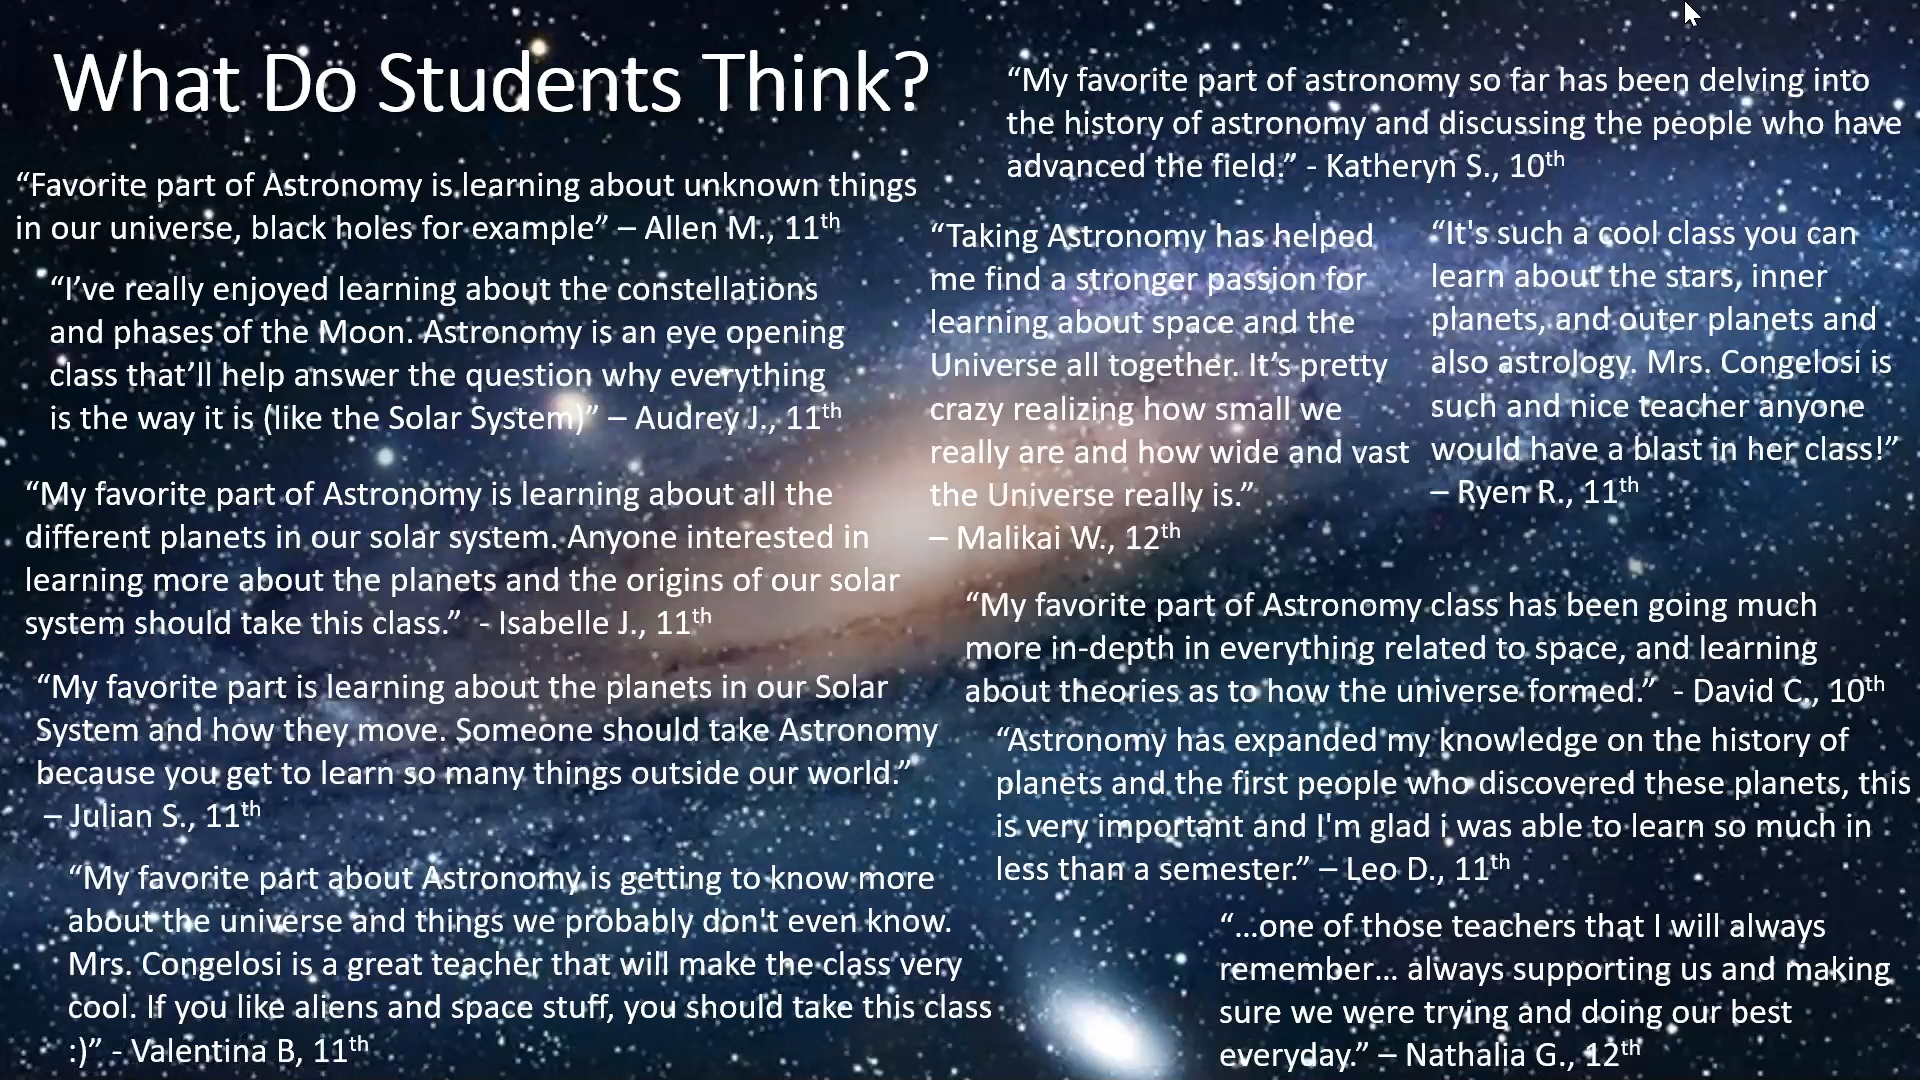 What Do Students Think?
“Favorite part of Astronomy is learning about unknown things
in our universe, black holes for example” – Allen M., 11th
“I’ve really enjoyed learning about the constellations
and phases of the Moon. Astronomy is an eye opening
class that’ll help answer the question why everything
is the way it is (like the Solar System)” – Audrey J., 11th
“My favorite part of Astronomy is learning about all the
different planets in our solar system. Anyone interested in
learning more about the planets and the origins of our solar
system should take this class.” - Isabelle J., 11th
“My favorite part is learning about the planets in our Solar
System and how they move. Someone should take Astronomy
because you get to learn so many things outside our world.”
– Julian S., 11th
“My favorite part about Astronomy is getting to know more
about the universe and things we probably don't even know.
Mrs. Congelosi is a great teacher that will make the class very
cool. If you like aliens and space stuff, you should take this class
:)” - Valentina B, 11th
“My favorite part of astronomy so far has been delving into
the history of astronomy and discussing the people who have
advanced the field.” - Katheryn S., 10th
“Taking Astronomy has helped
me find a stronger passion for
learning about space and the
Universe all together. It’s pretty
crazy realizing how small we
really are and how wide and vast
the Universe really is.”
– Malikai W., 12th
“It's such a cool class you can
learn about the stars, inner
planets, and outer planets and
also astrology. Mrs. Congelosi is
such and nice teacher anyone
would have a blast in her class!”
– Ryen R., 11th
“My favorite part of Astronomy class has been going much
more in-depth in everything related to space, and learning
about theories as to how the universe formed.” - David C., 10th
“Astronomy has expanded my knowledge on the history of
planets and the first people who discovered these planets, this
is very important and I'm glad i was able to learn so much in
less than a semester.” – Leo D., 11th
“…one of those teachers that I will always
remember… always supporting us and making
sure we were trying and doing our best
everyday.” – Nathalia G., 12th